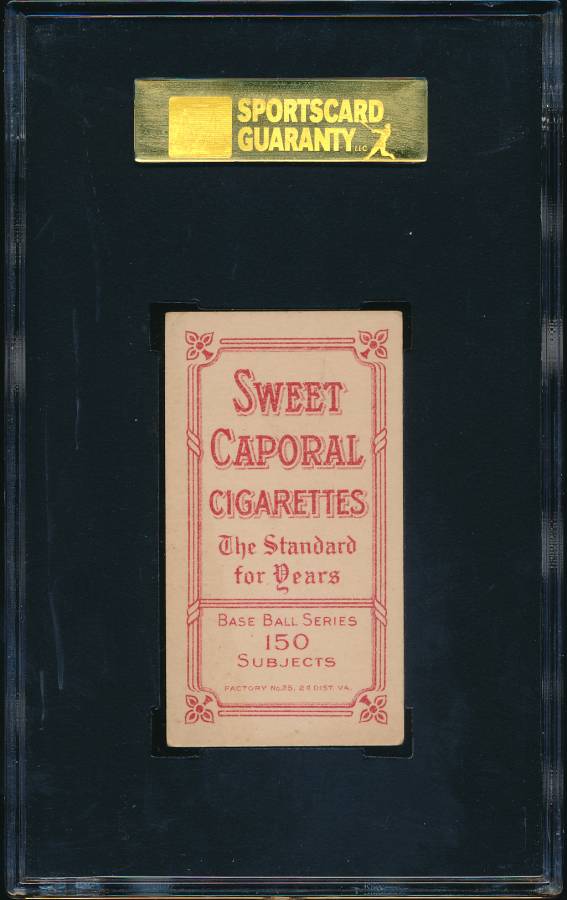 SPORTSCARD
GUARANTY LLC
SWEET
CAPORAL
CIGARETTES
The Standard
for Years
BASE BALL SERIES
150
SUBJECTS
FACTORY No. 25, 2d DIST. VA.